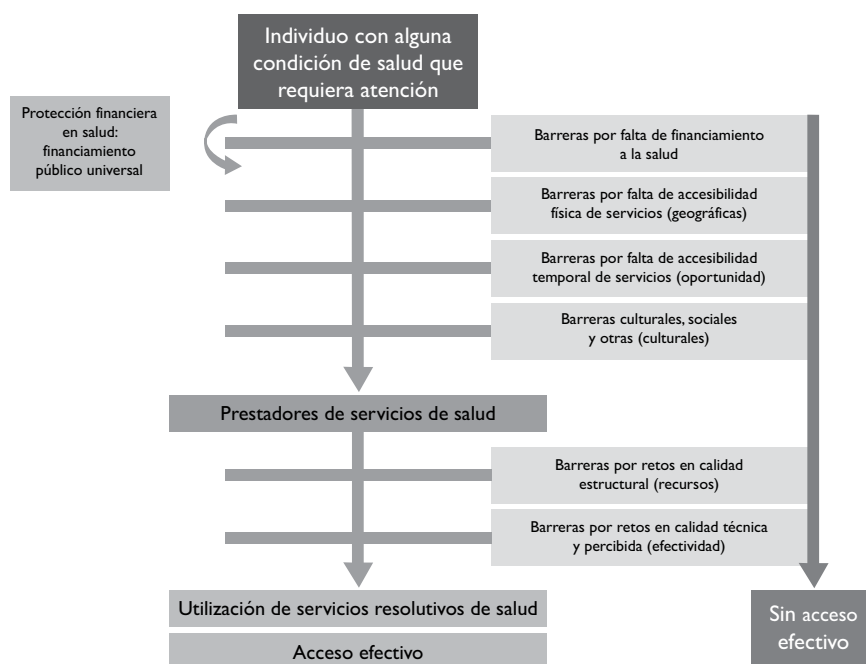 Individuo con alguna
condición de salud que
requiera atención
Protección financiera
en salud:
financiamiento
público universal
Barreras por falta de financiamiento
a la salud
Barreras por falta de accesibilidad
física de servicios (geográficas)
Barreras por falta de accesibilidad
temporal de servicios (oportunidad)
Barreras culturales, sociales
y otras (culturales)
Prestadores de servicios de salud
Barreras por retos en calidad
estructural (recursos)
Barreras por retos en calidad técnica
y percibida (efectividad)
Utilización de servicios resolutivos de salud
Acceso efectivo
Sin acceso
efectivo